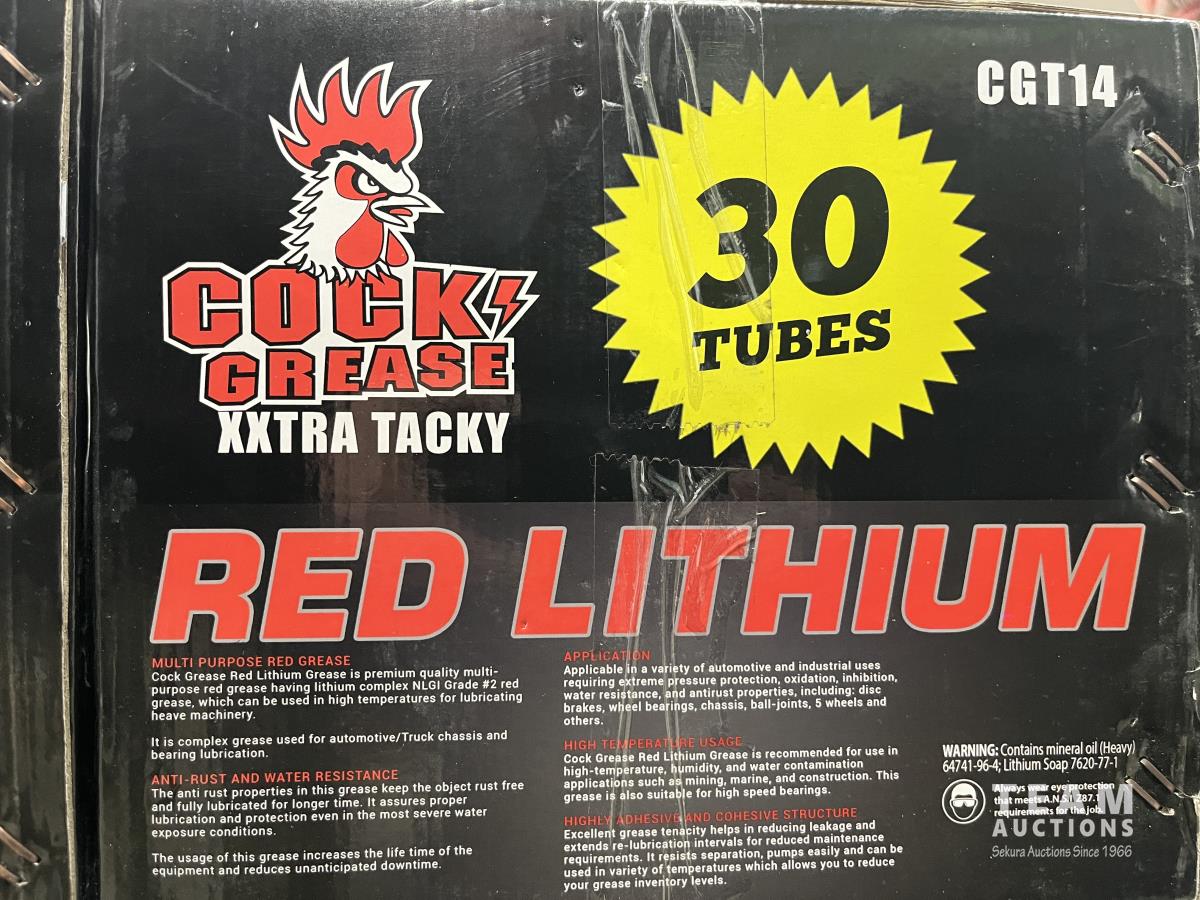 CGT14
COCK
GREASE
XXTRA TACKY
30
TUBES
RED LITHIUM
MULTI PURPOSE RED GREASE
Cock Grease Red Lithium Grease is premium quality multi-
purpose red grease having lithium complex NLGI Grade #2 red
grease, which can be used in high temperatures for lubricating
heave machinery.
It is complex grease used for automotive/Truck chassis and
bearing lubrication.
ANTI-RUST AND WATER RESISTANCE
The anti rust properties in this grease keep the object rust free
and fully lubricated for longer time. It assures proper
lubrication and protection even in the most severe water
exposure conditions.
The usage of this grease increases the life time of the
equipment and reduces unanticipated downtime.
APPLICATION
Applicable in a variety of automotive and industrial uses
requiring extreme pressure protection, oxidation, inhibition,
water resistance, and antirust properties, including: disc
brakes, wheel bearings, chassis, ball-joints, 5 wheels and
others.
HIGH TEMPERATURE USAGE
Cock Grease Red Lithium Grease is recommended for use in
high-temperature, humidity, and water contamination
applications such as mining, marine, and construction. This
grease is also suitable for high speed bearings.
HIGHLY ADHESIVE AND COHESIVE STRUCTURE
Excellent grease tenacity helps in reducing leakage and
extends re-lubrication intervals for reduced maintenance
requirements. It resists separation, pumps easily and can be
used in variety of temperatures which allows you to reduce
your grease inventory levels.
WARNING: Contains mineral oil (Heavy)
64741-96-4; Lithium Soap 7620-77-1
Always wear eye protection
that meets A.N.S.I Z87.1
requirements for the job.
AUCTIONS
Sekura Auctions Since 1966